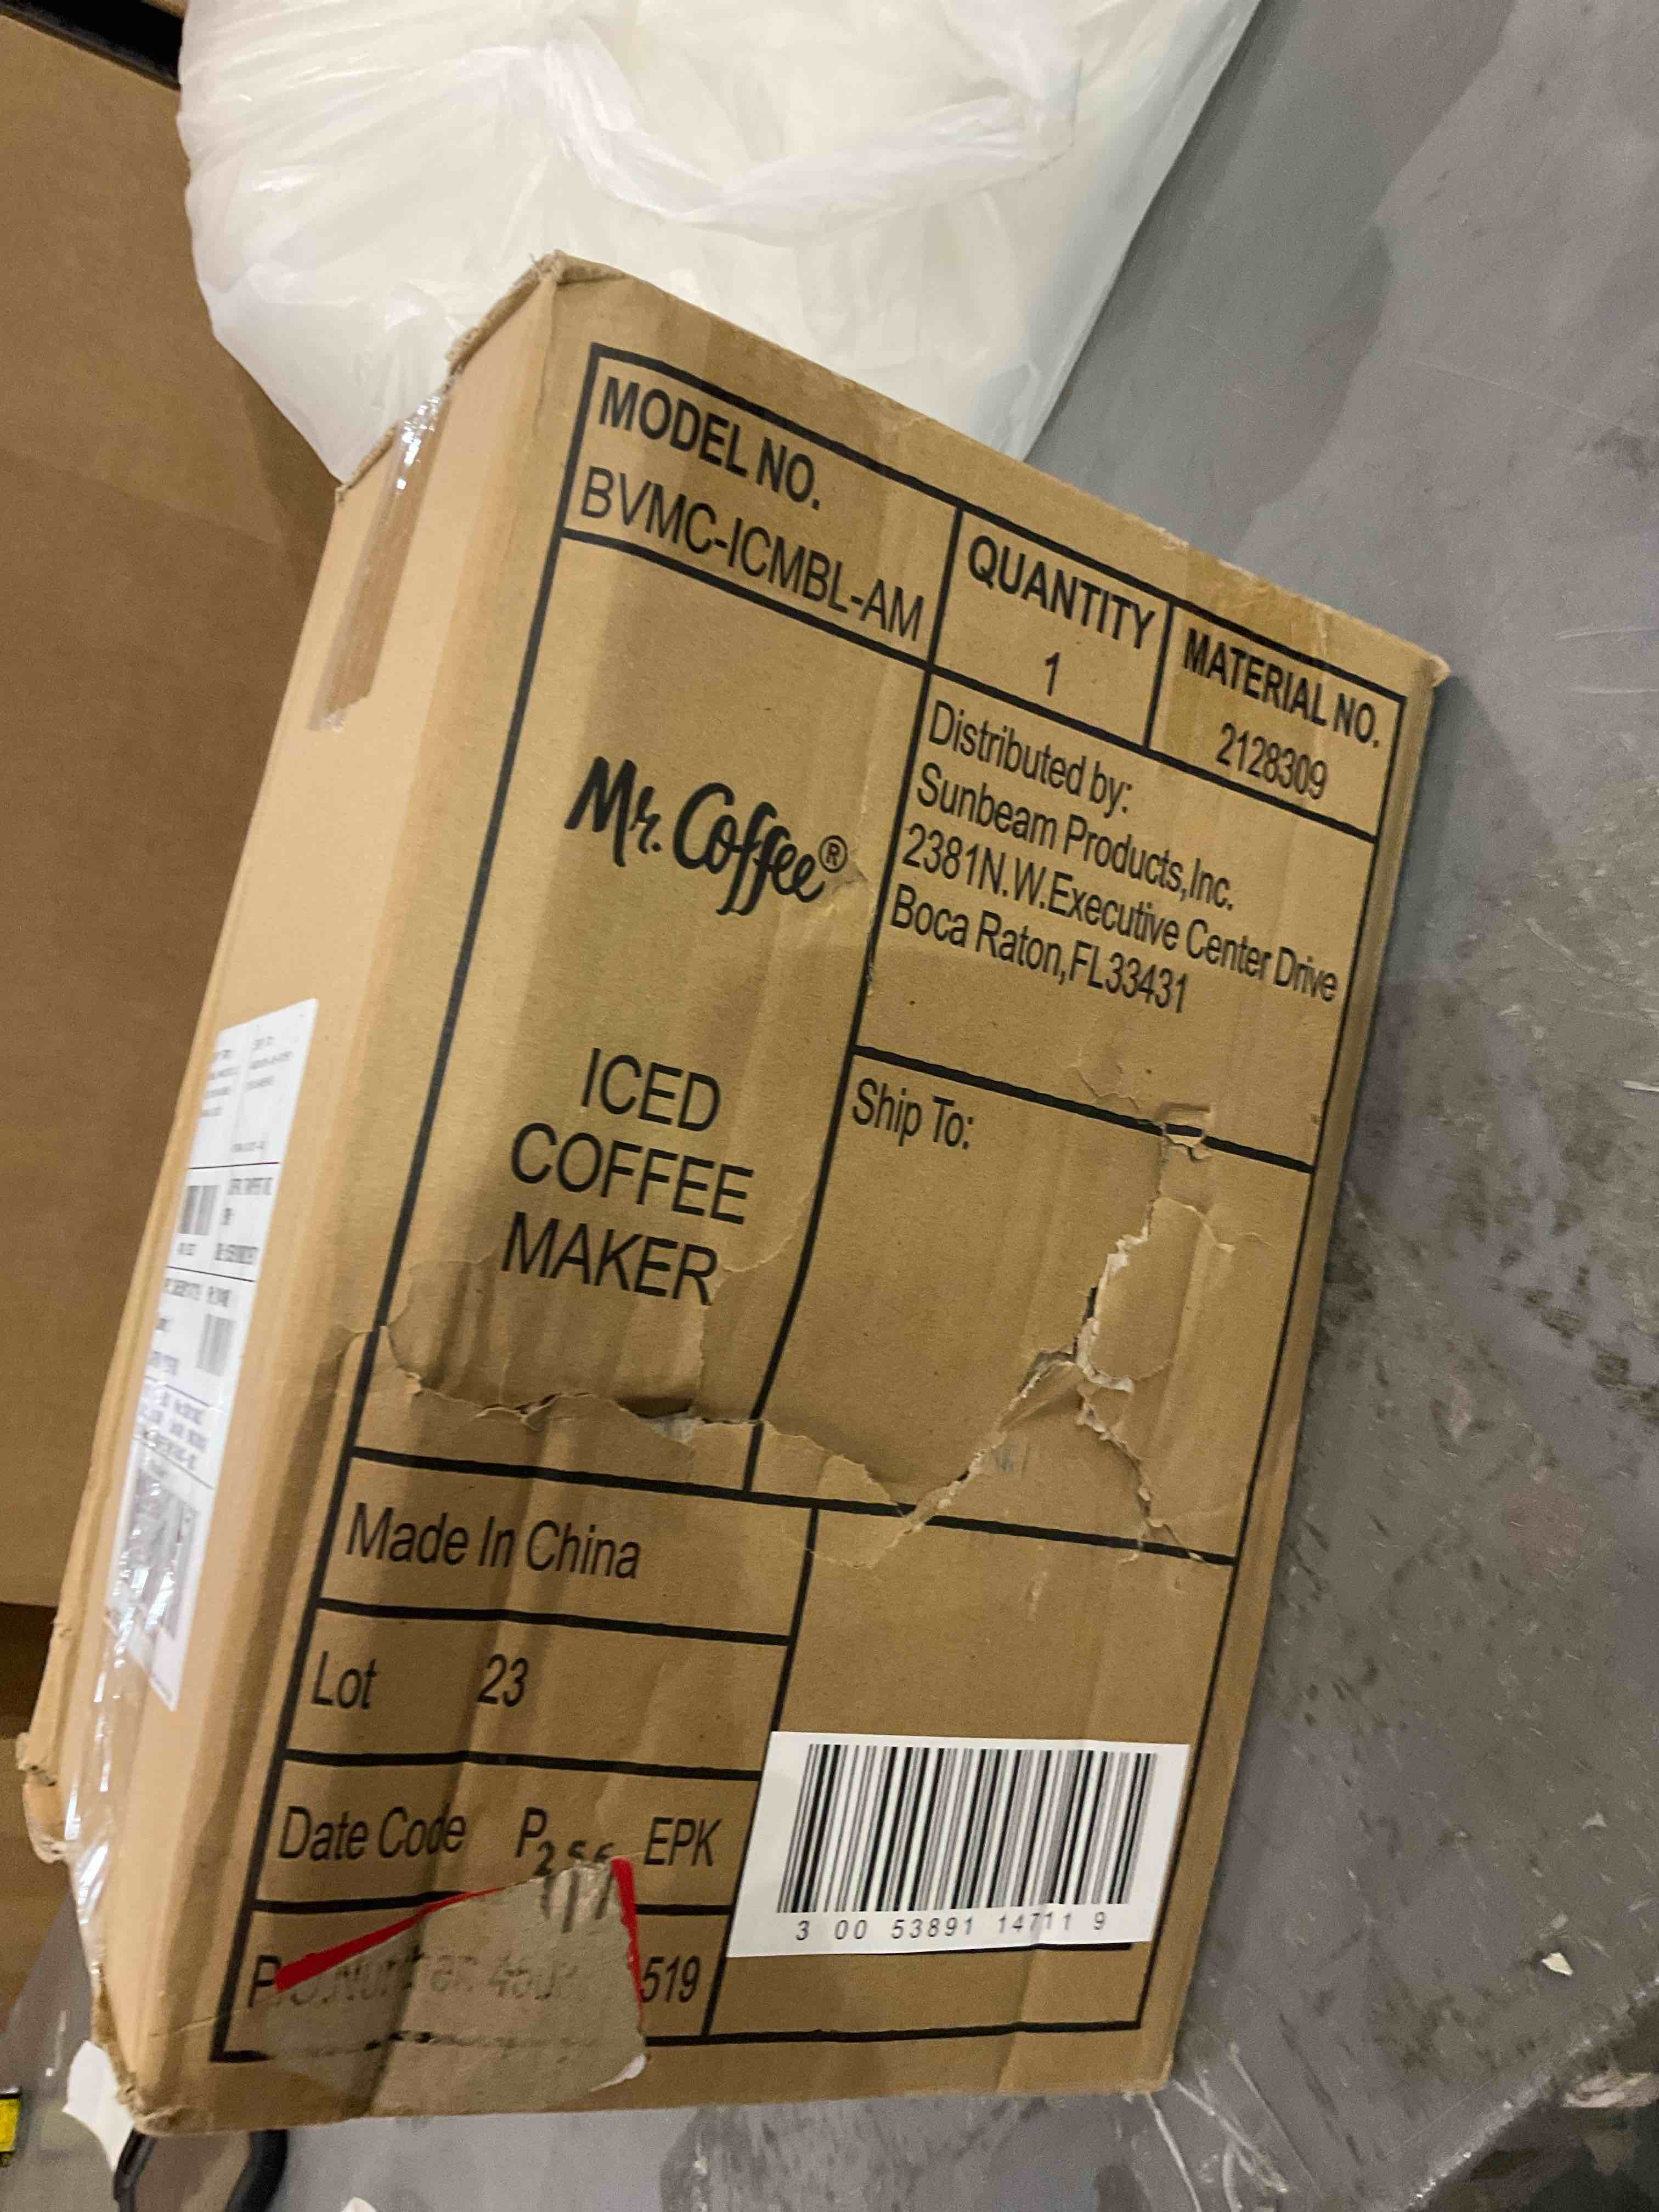 MODEL NO.
BVMC-ICMBL-AM
QUANTITY
1
MATERIAL NO.
2128309
Mr. Coffee®
ICED
COFFEE
MAKER
Distributed by:
Sunbeam Products,Inc.
2381N.W.Executive Center Drive
Boca Raton,FL33431
Ship To:
Made In China
Lot 23
Date Code P EPK
519
3 00 53891 14711 9